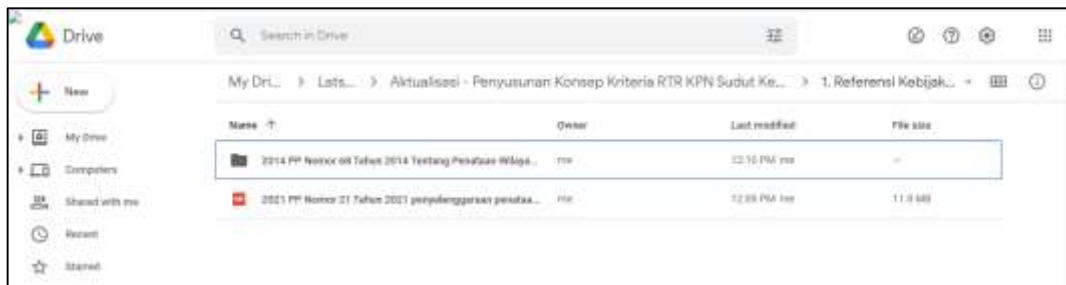 Drive
Search in Drive
New
My Dri... > Lats... > Aktualisasi - Penyusunan Konsep Kriteria RTR KPN Sudut Ke... > 1. Referensi Kebijak...
My Drive
Computers
Shared with me
Recent
Starred
Name Owner Last modified File size
2014 PP Nomor 68 Tahun 2014 Tentang Penataan Wilaya... me 12:10 PM me —
2021 PP Nomor 21 Tahun 2021 penyelenggaraan penataa... me PM me 11.8 MB